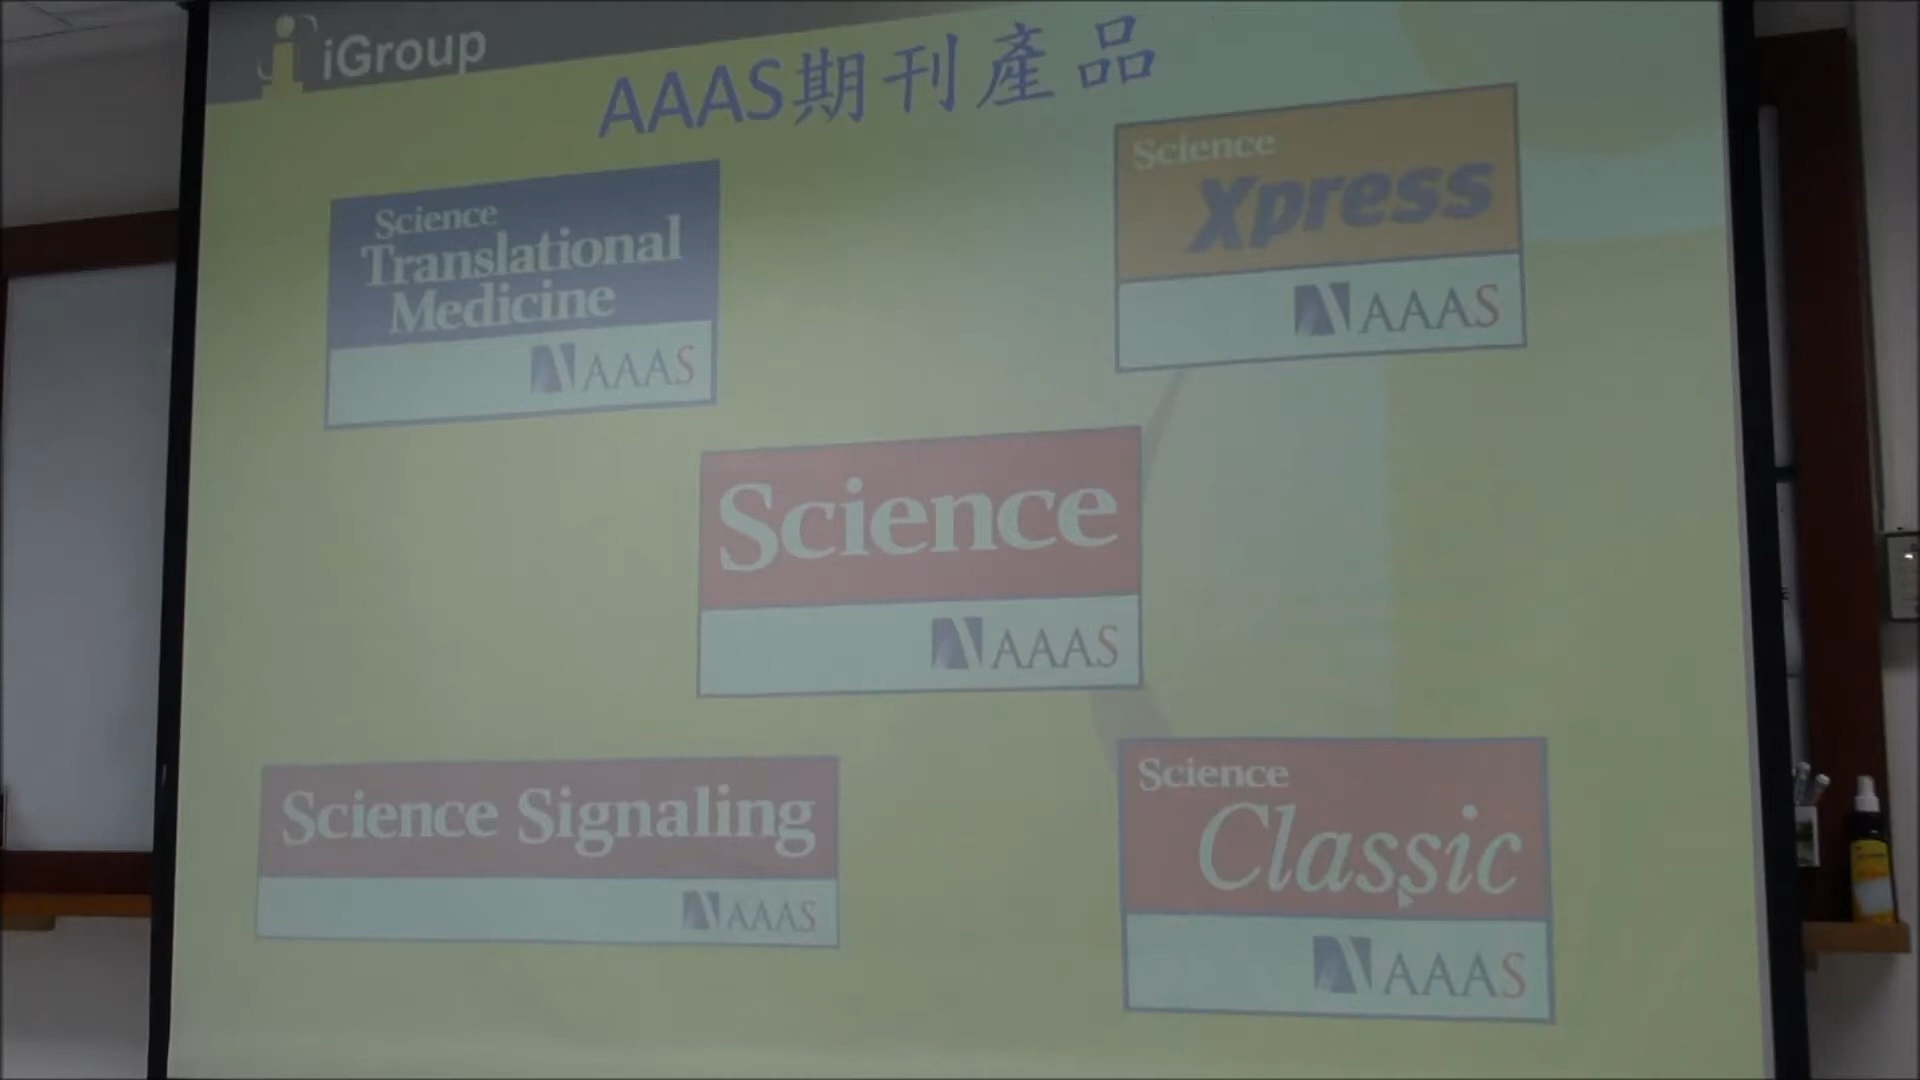 iGroup
AAAS期刊產品
Science
Translational
Medicine
AAAS
Science
Xpress
AAAS
Science
AAAS
Science Signaling
AAAS
Science
Classic
AAAS